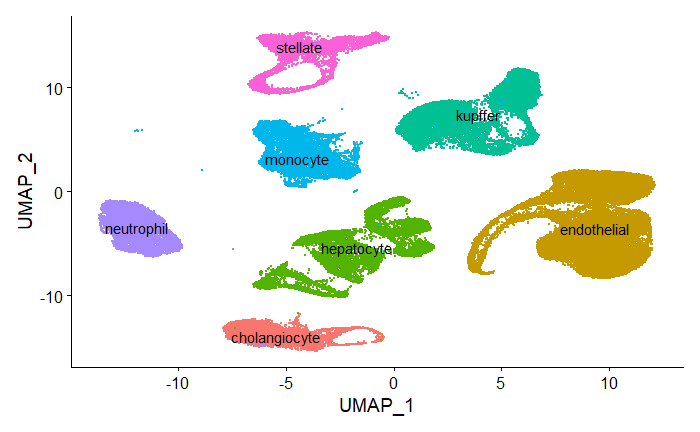 stellate
10
kupffer
monocyte
0
UMAP_2
neutrophil
endothelial
hepatocyte
-10
cholangiocyte
-10
-5
0
5
10
UMAP_1